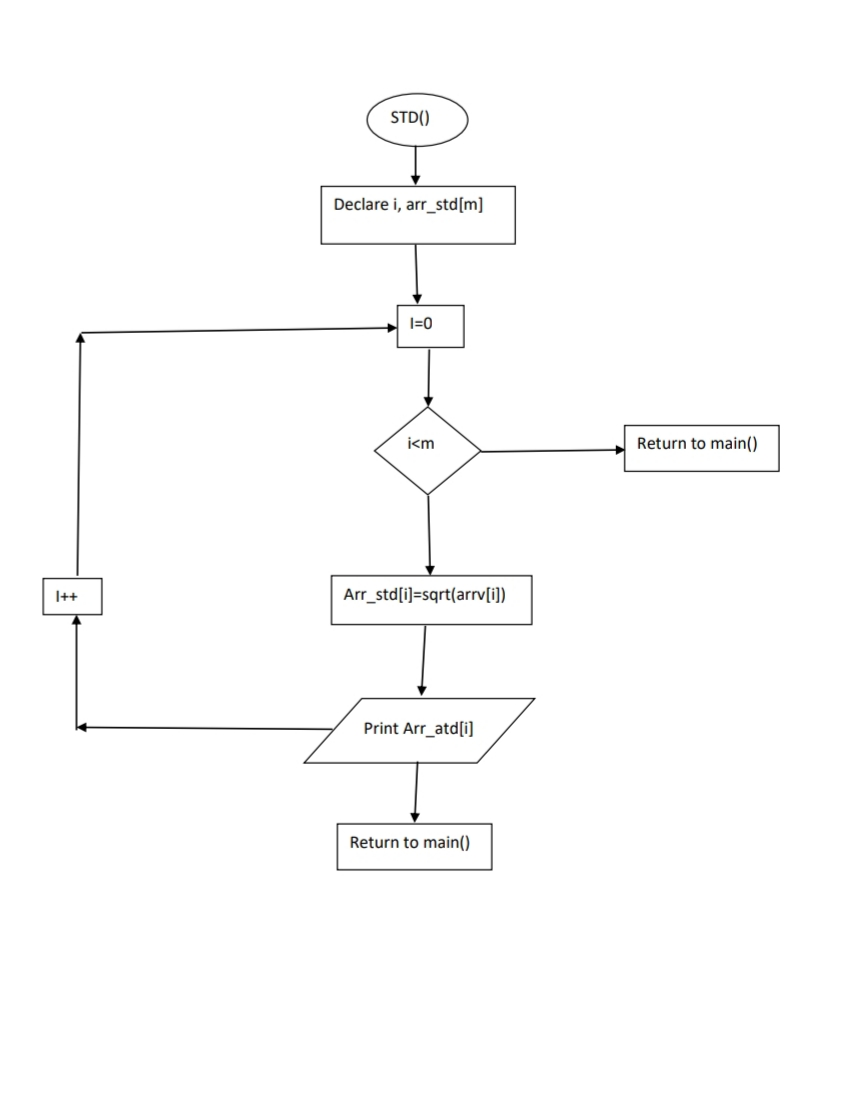 STD()
Declare i, arr_std[m]
I=0
i<m
Return to main()
Arr_std[i]=sqrt(arrv[i])
I++
Print Arr_atd[i]
Return to main()